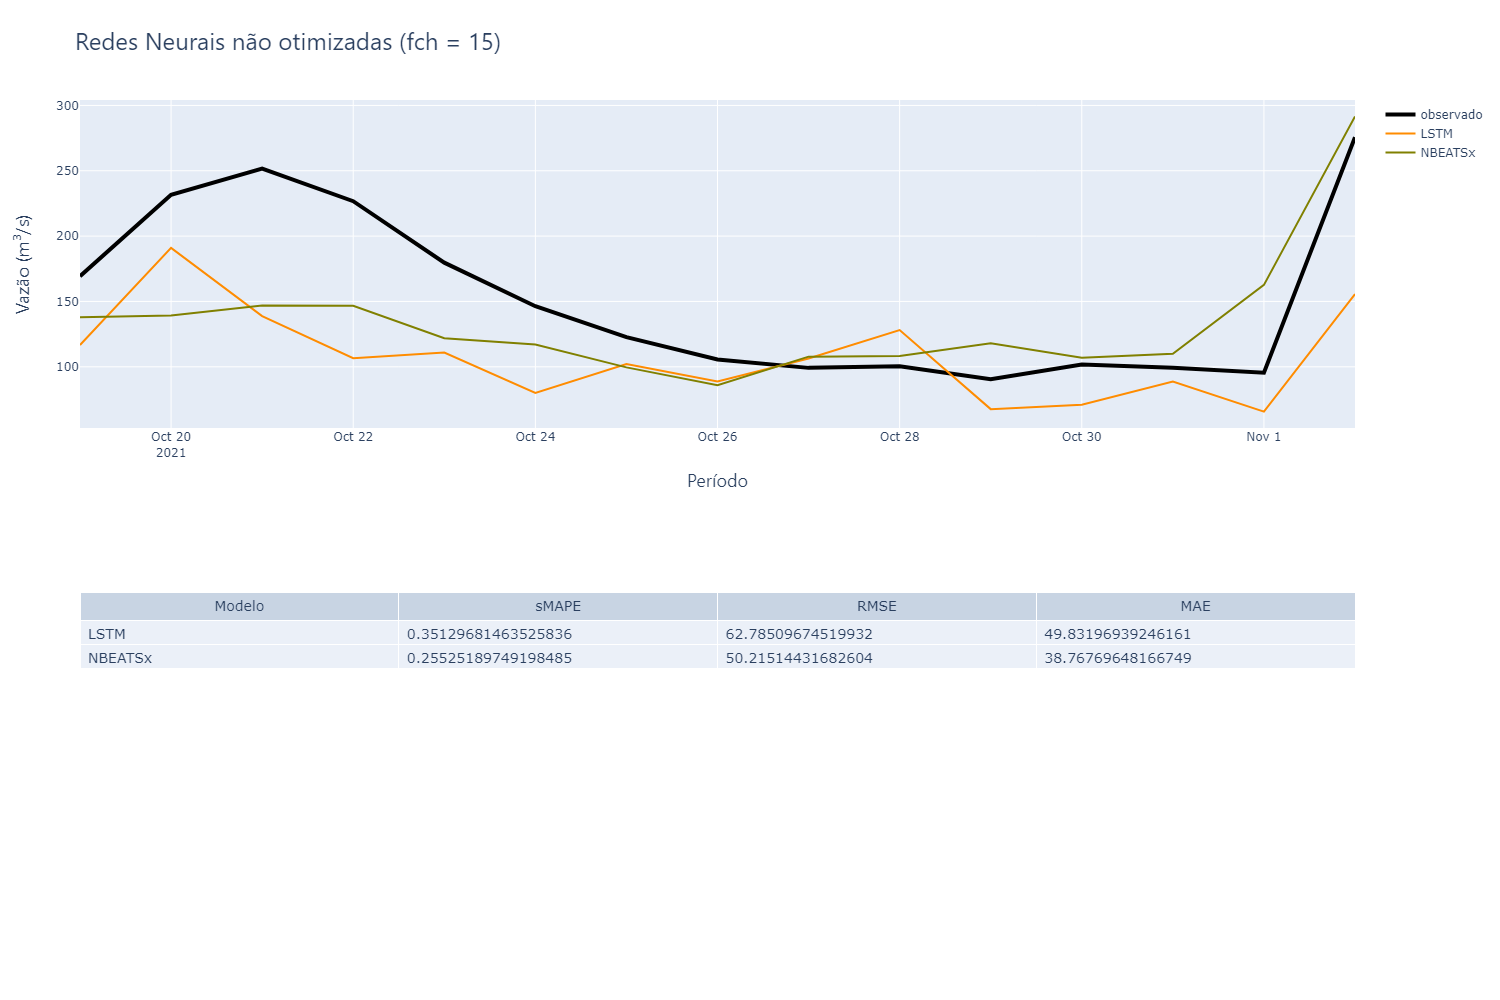 Redes Neurais não otimizadas (fch = 15)
300
250
200
150
100
Vazão (m³/s)
observado
LSTM
NBEATSx
Oct 20 Oct 22 Oct 24 Oct 26 Oct 28 Oct 30 Nov 1
2021
Período
Modelo sMAPE RMSE MAE
LSTM 0.35129681463525836 62.78509674519932 49.83196939246161
NBEATSx 0.25525189749198485 50.21514431682604 38.76769648166749